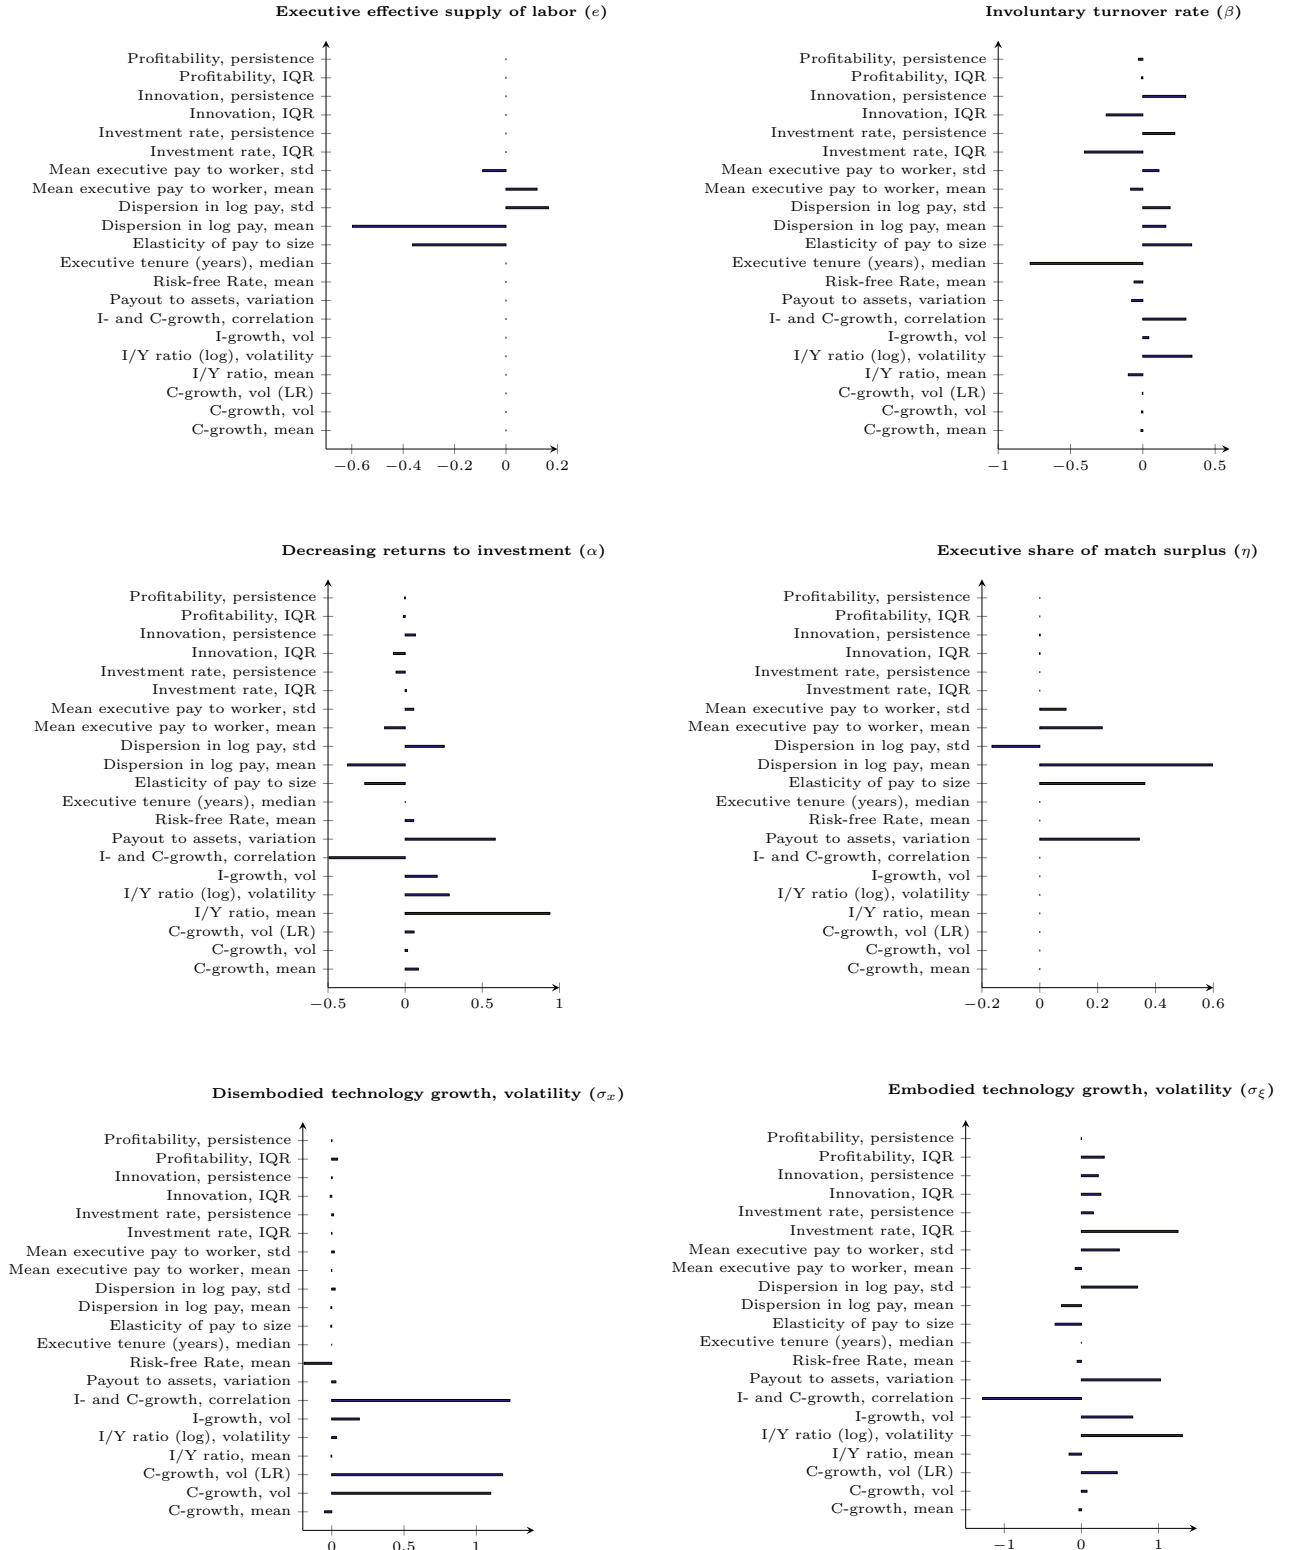 Executive effective supply of labor (e)
Profitability, persistence
Profitability, IQR
Innovation, persistence
Innovation, IQR
Investment rate, persistence
Investment rate, IQR
Mean executive pay to worker, std
Mean executive pay to worker, mean
Dispersion in log pay, std
Dispersion in log pay, mean
Elasticity of pay to size
Executive tenure (years), median
Risk-free Rate, mean
Payout to assets, variation
I- and C-growth, correlation
I-growth, vol
I/Y ratio (log), volatility
I/Y ratio, mean
C-growth, vol (LR)
C-growth, vol
C-growth, mean
−0.6 −0.4 −0.2 0 0.2
Involuntary turnover rate (β)
Profitability, persistence
Profitability, IQR
Innovation, persistence
Innovation, IQR
Investment rate, persistence
Investment rate, IQR
Mean executive pay to worker, std
Mean executive pay to worker, mean
Dispersion in log pay, std
Dispersion in log pay, mean
Elasticity of pay to size
Executive tenure (years), median
Risk-free Rate, mean
Payout to assets, variation
I- and C-growth, correlation
I-growth, vol
I/Y ratio (log), volatility
I/Y ratio, mean
C-growth, vol (LR)
C-growth, vol
C-growth, mean
−1 −0.5 0 0.5
Decreasing returns to investment (α)
Profitability, persistence
Profitability, IQR
Innovation, persistence
Innovation, IQR
Investment rate, persistence
Investment rate, IQR
Mean executive pay to worker, std
Mean executive pay to worker, mean
Dispersion in log pay, std
Dispersion in log pay, mean
Elasticity of pay to size
Executive tenure (years), median
Risk-free Rate, mean
Payout to assets, variation
I- and C-growth, correlation
I-growth, vol
I/Y ratio (log), volatility
I/Y ratio, mean
C-growth, vol (LR)
C-growth, vol
C-growth, mean
−0.5 0 0.5 1
Executive share of match surplus (η)
Profitability, persistence
Profitability, IQR
Innovation, persistence
Innovation, IQR
Investment rate, persistence
Investment rate, IQR
Mean executive pay to worker, std
Mean executive pay to worker, mean
Dispersion in log pay, std
Dispersion in log pay, mean
Elasticity of pay to size
Executive tenure (years), median
Risk-free Rate, mean
Payout to assets, variation
I- and C-growth, correlation
I-growth, vol
I/Y ratio (log), volatility
I/Y ratio, mean
C-growth, vol (LR)
C-growth, vol
C-growth, mean
−0.2 0 0.2 0.4 0.6
Disembodied technology growth, volatility (σx)
Profitability, persistence
Profitability, IQR
Innovation, persistence
Innovation, IQR
Investment rate, persistence
Investment rate, IQR
Mean executive pay to worker, std
Mean executive pay to worker, mean
Dispersion in log pay, std
Dispersion in log pay, mean
Elasticity of pay to size
Executive tenure (years), median
Risk-free Rate, mean
Payout to assets, variation
I- and C-growth, correlation
I-growth, vol
I/Y ratio (log), volatility
I/Y ratio, mean
C-growth, vol (LR)
C-growth, vol
C-growth, mean
0 0.5 1
Embodied technology growth, volatility (σξ)
Profitability, persistence
Profitability, IQR
Innovation, persistence
Innovation, IQR
Investment rate, persistence
Investment rate, IQR
Mean executive pay to worker, std
Mean executive pay to worker, mean
Dispersion in log pay, std
Dispersion in log pay, mean
Elasticity of pay to size
Executive tenure (years), median
Risk-free Rate, mean
Payout to assets, variation
I- and C-growth, correlation
I-growth, vol
I/Y ratio (log), volatility
I/Y ratio, mean
C-growth, vol (LR)
C-growth, vol
C-growth, mean
−1 0 1